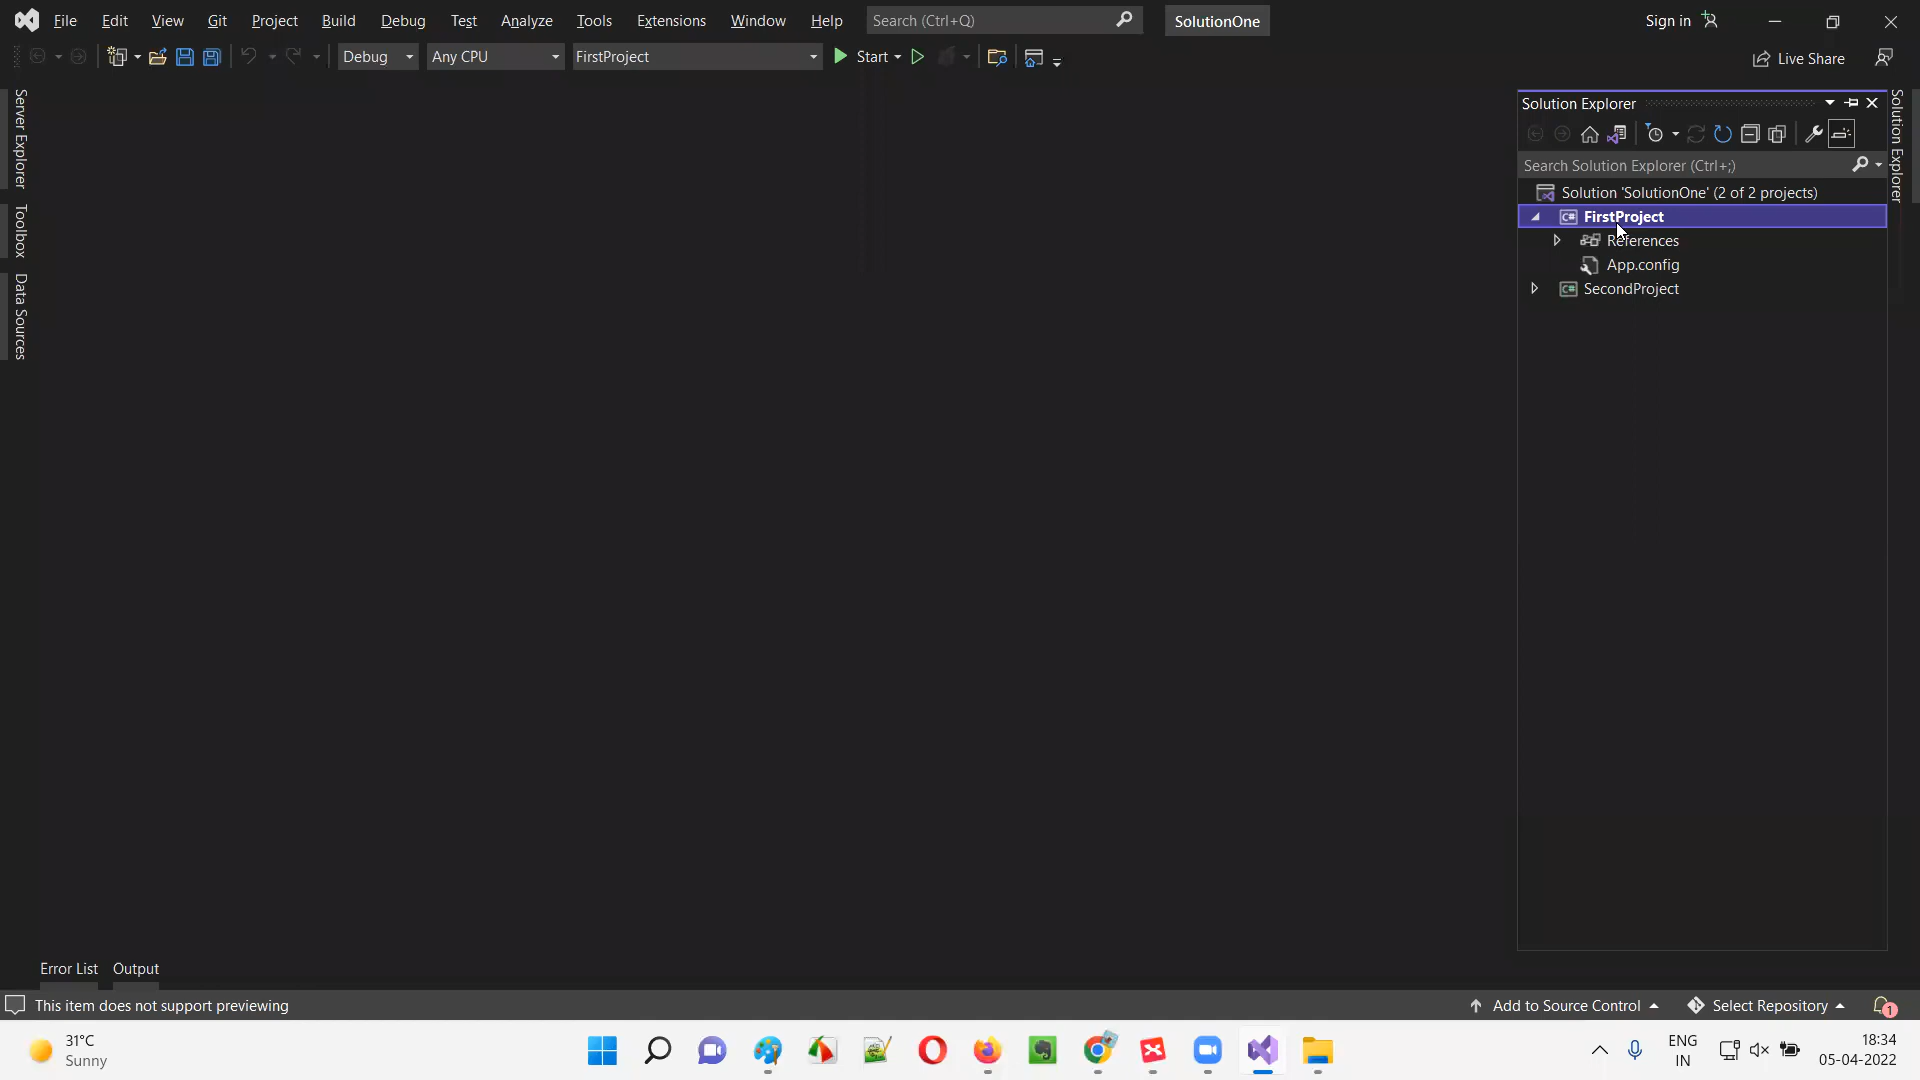 File Edit View Git Project Build Debug Test Analyze Tools Extensions Window Help Search (Ctrl+Q) SolutionOne Sign in
Debug Any CPU FirstProject Start Live Share
Server Explorer
Toolbox
Data Sources
Solution Explorer
Search Solution Explorer (Ctrl+;)
Solution 'SolutionOne' (2 of 2 projects)
C# FirstProject
References
App.config
C# SecondProject
Solution Explorer
Error List Output
This item does not support previewing Add to Source Control Select Repository 1
31°C
Sunny
ENG
IN
18:34
05-04-2022